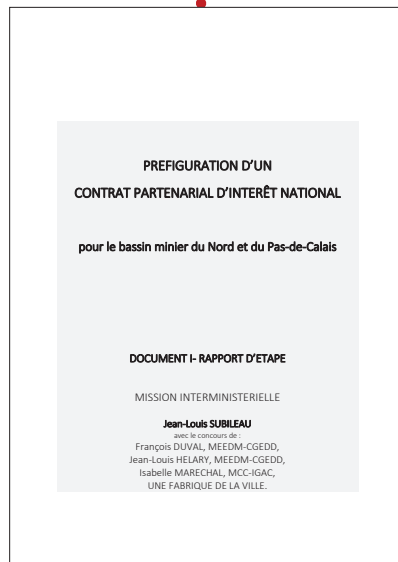 PREFIGURATION D’UN
CONTRAT PARTENARIAL D’INTERÊT NATIONAL
pour le bassin minier du Nord et du Pas-de-Calais
DOCUMENT I- RAPPORT D’ETAPE
MISSION INTERMINISTERIELLE
Jean-Louis SUBILEAU
avec le concours de :
François DUVAL, MEEDM-CGEDD,
Jean-Louis HELARY, MEEDM-CGEDD,
Isabelle MARECHAL, MCC-IGAC,
UNE FABRIQUE DE LA VILLE.